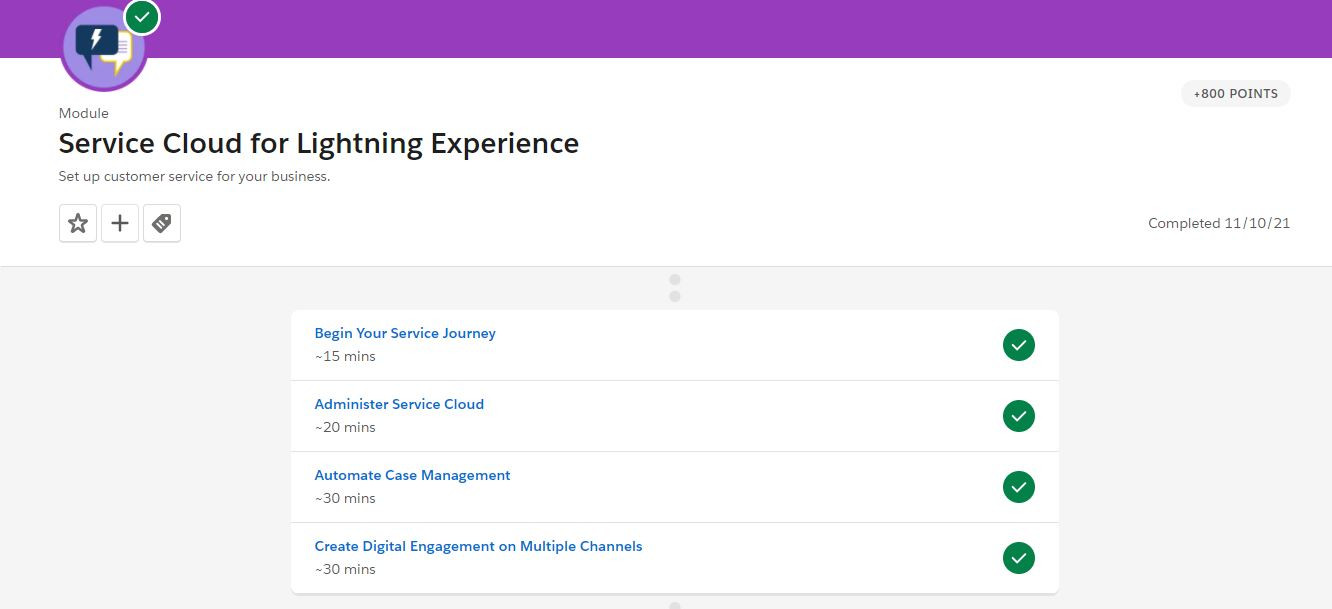 +800 POINTS
Module
Service Cloud for Lightning Experience
Set up customer service for your business.
Completed 11/10/21
Begin Your Service Journey
~15 mins
Administer Service Cloud
~20 mins
Automate Case Management
~30 mins
Create Digital Engagement on Multiple Channels
~30 mins